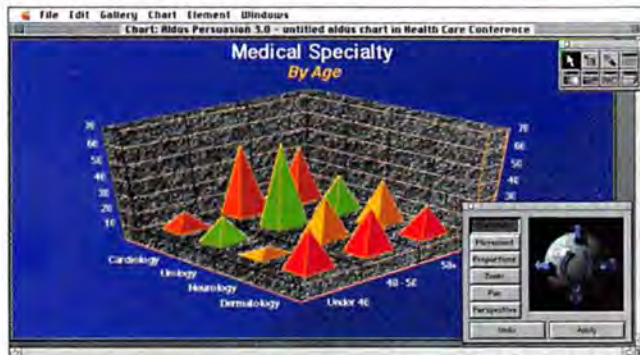 File Edit Gallery Chart Element Windows
Chart: Aldus Persuasion 3.0 - untitled aldus chart in Health Care Conference
Medical Specialty
By Age
70
60
50
40
30
20
10
70
60
50
40
30
Cardiology
Urology
Neurology
Dermatology
Under 40
40 - 50
50+
Movement
Proportions
Zoom
Pan
Perspective
Undo
Apply